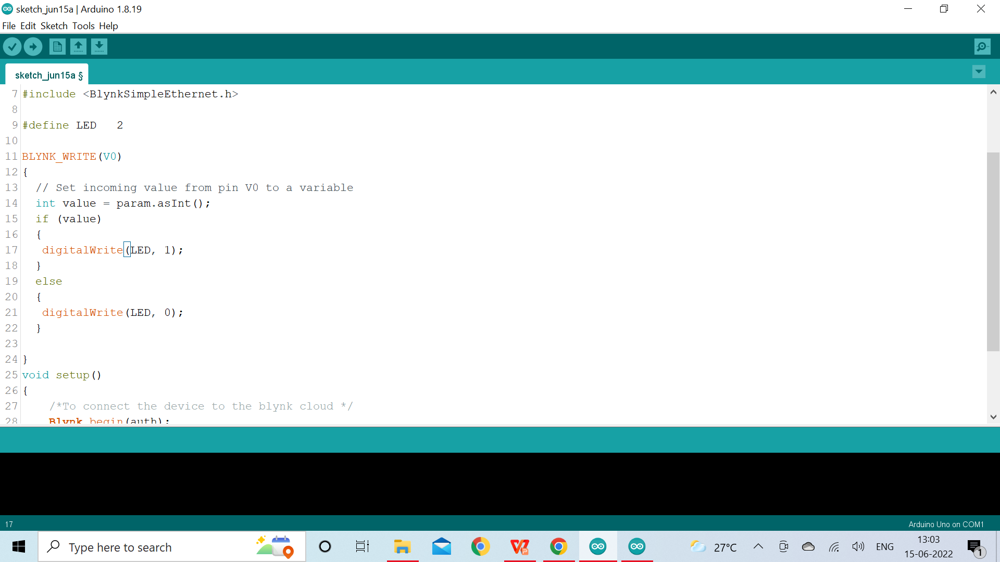 sketch_jun15a | Arduino 1.8.19
File Edit Sketch Tools Help
sketch_jun15a §
7 #include <BlynkSimpleEthernet.h>
8
9 #define LED   2
10
11 BLYNK_WRITE(V0)
12 {
13   // Set incoming value from pin V0 to a variable
14   int value = param.asInt();
15   if (value)
16   {
17    digitalWrite(LED, 1);
18   }
19   else
20   {
21    digitalWrite(LED, 0);
22   }
23
24 }
25 void setup()
26 {
27     /*To connect the device to the blynk cloud */
28     Blynk.begin(auth);
17
Arduino Uno on COM1
Type here to search
27°C
ENG
13:03
15-06-2022
1